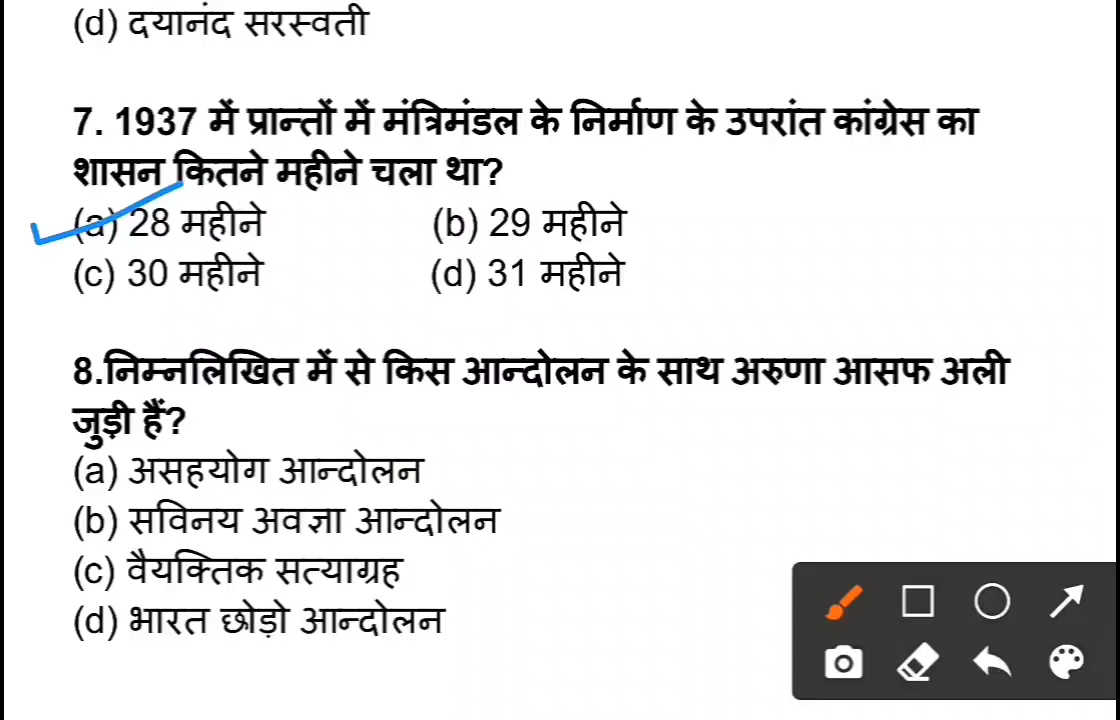 (d) दयानंद सरस्वती
7. 1937 में प्रान्तों में मंत्रिमंडल के निर्माण के उपरांत कांग्रेस का
शासन कितने महीने चला था?
(a) 28 महीने (b) 29 महीने
(c) 30 महीने (d) 31 महीने
8.निम्नलिखित में से किस आन्दोलन के साथ अरुणा आसफ अली
जुड़ी हैं?
(a) असहयोग आन्दोलन
(b) सविनय अवज्ञा आन्दोलन
(c) वैयक्तिक सत्याग्रह
(d) भारत छोड़ो आन्दोलन